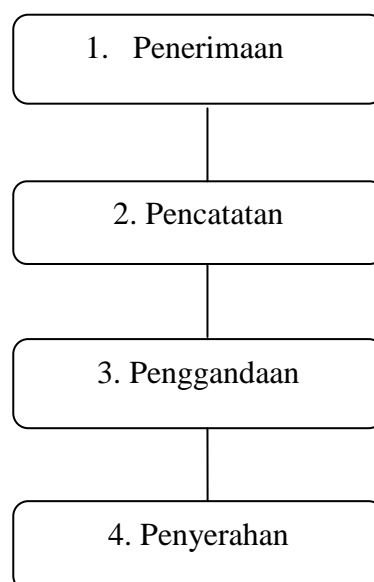 1. Penerimaan
2. Pencatatan
3. Penggandaan
4. Penyerahan